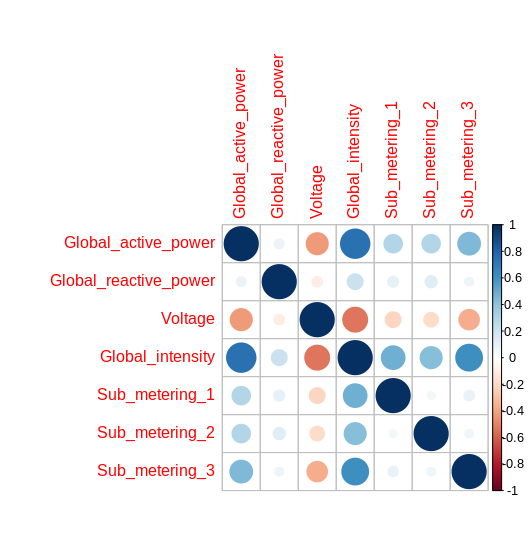 Global_active_power
Global_reactive_power
Voltage
Global_intensity
Sub_metering_1
Sub_metering_2
Sub_metering_3
Global_active_power
Global_reactive_power
Voltage
Global_intensity
Sub_metering_1
Sub_metering_2
Sub_metering_3
1
0.8
0.6
0.4
0.2
0
-0.2
-0.4
-0.6
-0.8
-1